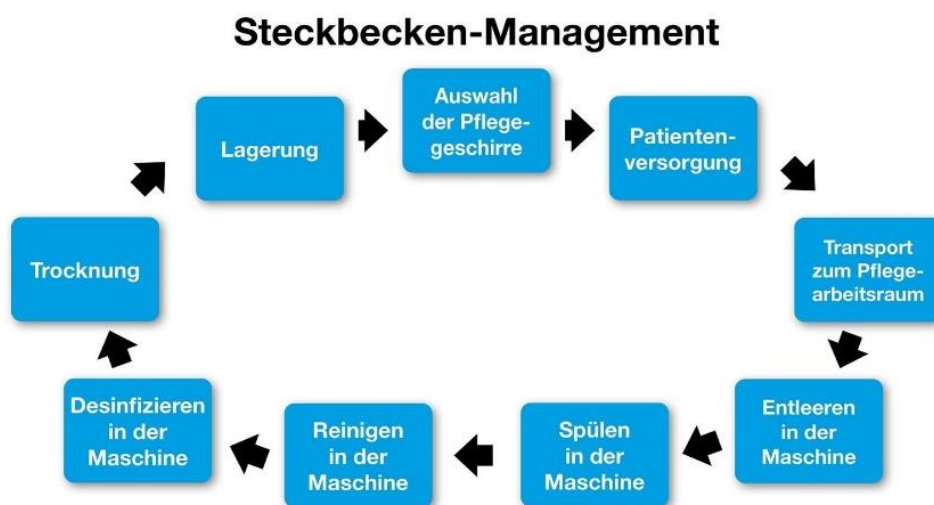 Steckbecken-Management
Lagerung
Auswahl
der Pflege-
geschirre
Patienten-
versorgung
Transport
zum Pflege-
arbeitsraum
Entleeren
in der
Maschine
Spülen
in der
Maschine
Reinigen
in der
Maschine
Desinfizieren
in der
Maschine
Trocknung